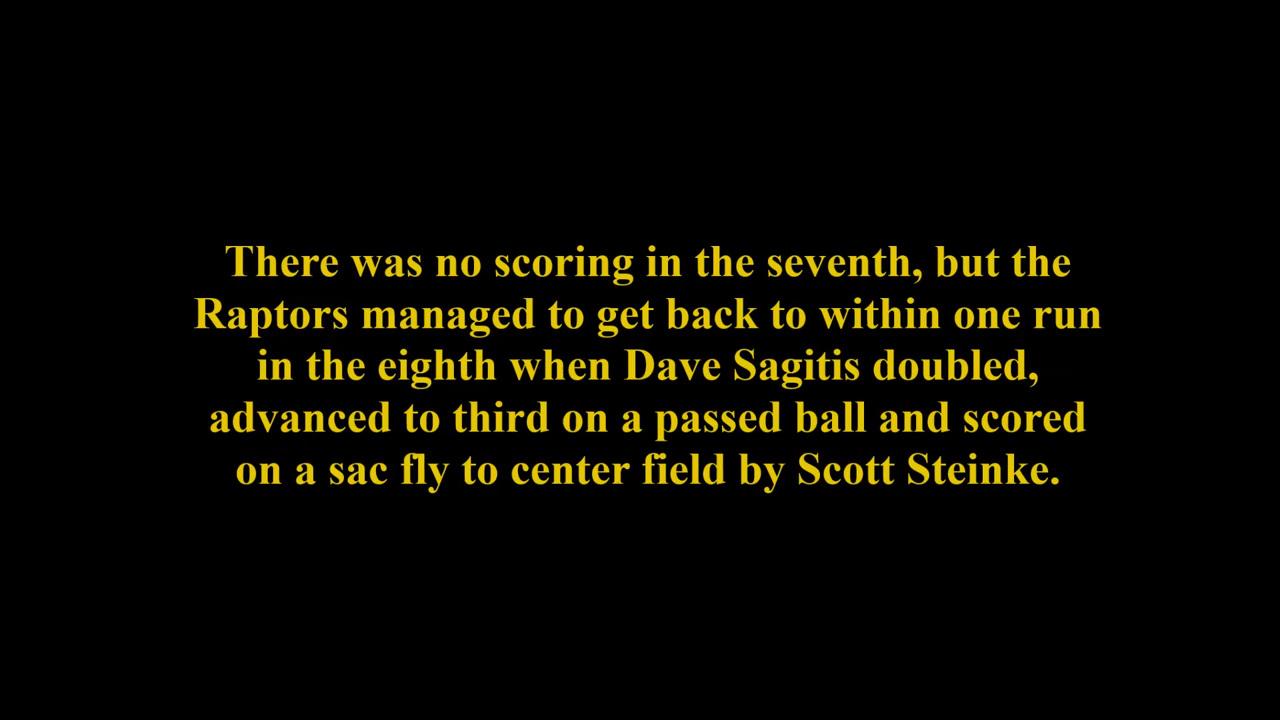 There was no scoring in the seventh, but the
Raptors managed to get back to within one run
in the eighth when Dave Sagitis doubled,
advanced to third on a passed ball and scored
on a sac fly to center field by Scott Steinke.